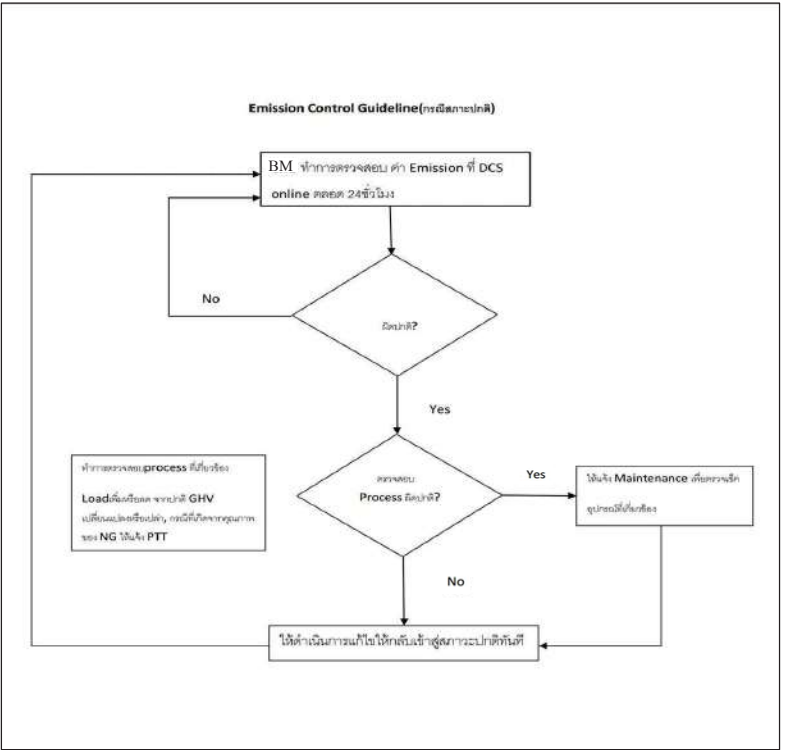 Emission Control Guideline(กรณีสภาวะปกติ)
BM ทำการตรวจสอบ ค่า Emission ที่ DCS
online ตลอด 24ชั่วโมง
No
ผิดปกติ?
Yes
ทำการตรวจสอบprocess ที่เกี่ยวข้อง
Loadเพิ่มหรือลด จากปกติ GHV
เปลี่ยนแปลงหรือเปล่า, กรณีที่เกิดจากคุณภาพ
ของ NG ให้แจ้ง PTT
ตรวจสอบ
Process ผิดปกติ?
Yes
ให้แจ้ง Maintenance เพื่อตรวจเช็ค
อุปกรณ์ที่เกี่ยวข้อง
No
ให้ดำเนินการแก้ไขให้กลับเข้าสู่สภาวะปกติทันที